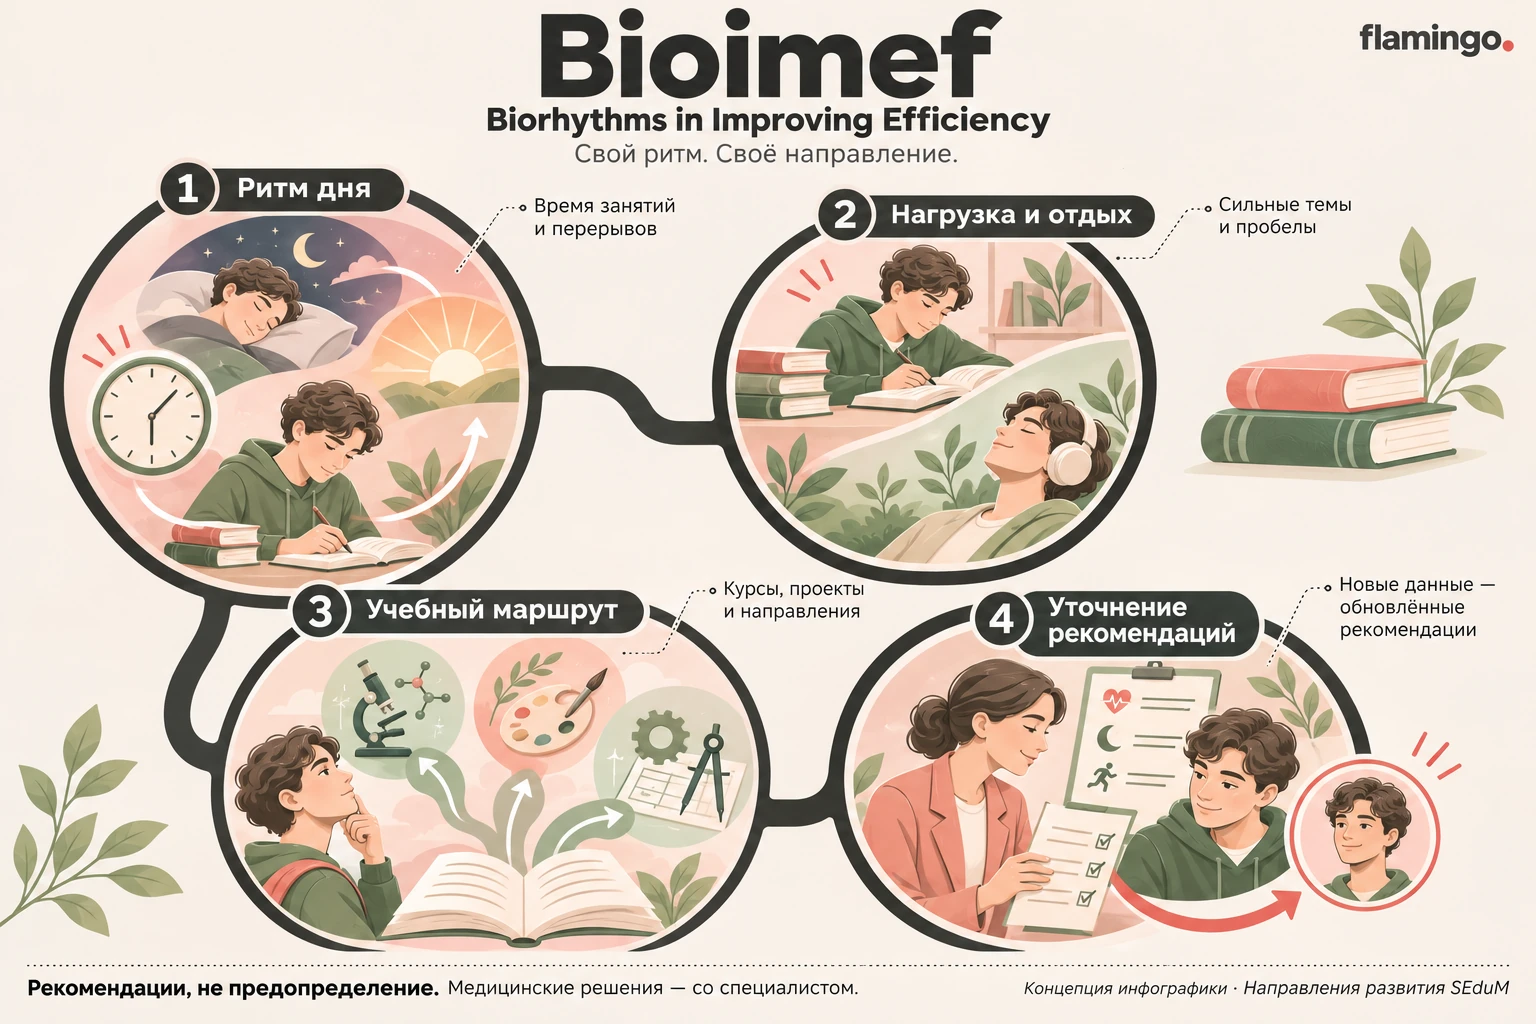 Bioimef
flamingo.
Biorhythms in Improving Efficiency
Свой ритм. Своё направление.
1 Ритм дня
Время занятий
и перерывов
2 Нагрузка и отдых
Сильные темы
и пробелы
3 Учебный маршрут
Курсы, проекты
и направления
4 Уточнение
рекомендаций
Новые данные —
обновлённые
рекомендации
Рекомендации, не предопределение. Медицинские решения — со специалистом.
Концепция инфографики · Направления развития SEduM